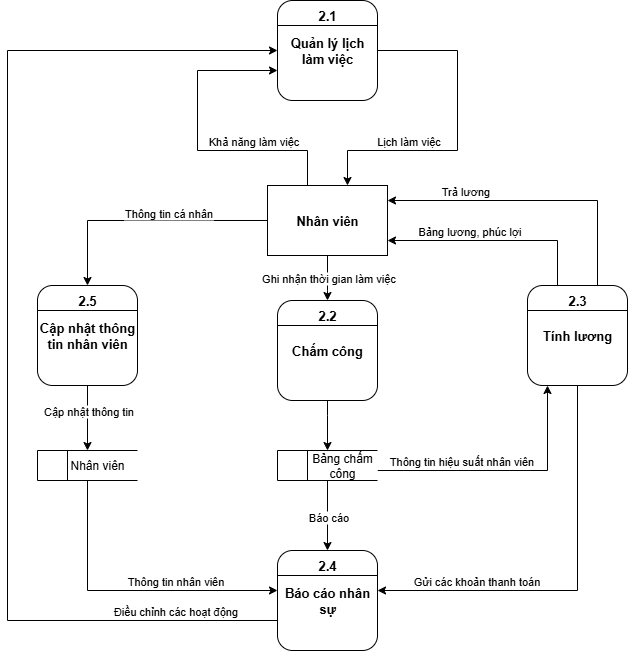 2.1
Quản lý lịch
làm việc
Khả năng làm việc
Lịch làm việc
Trả lương
Thông tin cá nhân
Nhân viên
Bảng lương, phúc lợi
Ghi nhận thời gian làm việc
2.5
Cập nhật thông
tin nhân viên
2.2
Chấm công
2.3
Tính lương
Cập nhật thông tin
Nhân viên
Bảng chấm
công
Thông tin hiệu suất nhân viên
Báo cáo
2.4
Báo cáo nhân
sự
Thông tin nhân viên
Gửi các khoản thanh toán
Điều chỉnh các hoạt động